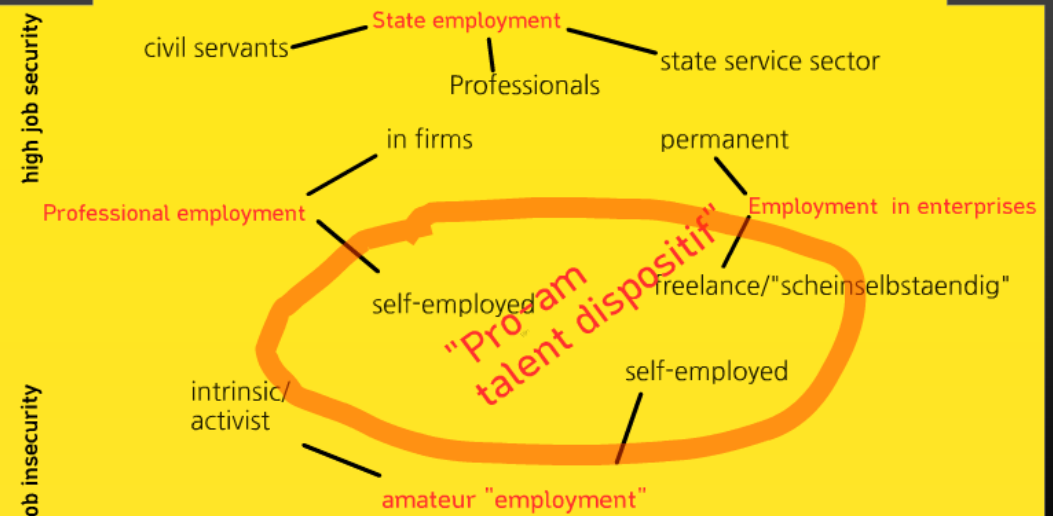 high job security
State employment
civil servants
state service sector
Professionals
in firms
permanent
Professional employment
Employment in enterprises
"Pro-am
talent dispositif"
freelance/"scheinselbstaendig"
self-employed
self-employed
intrinsic/
activist
ob insecurity
amateur "employment"